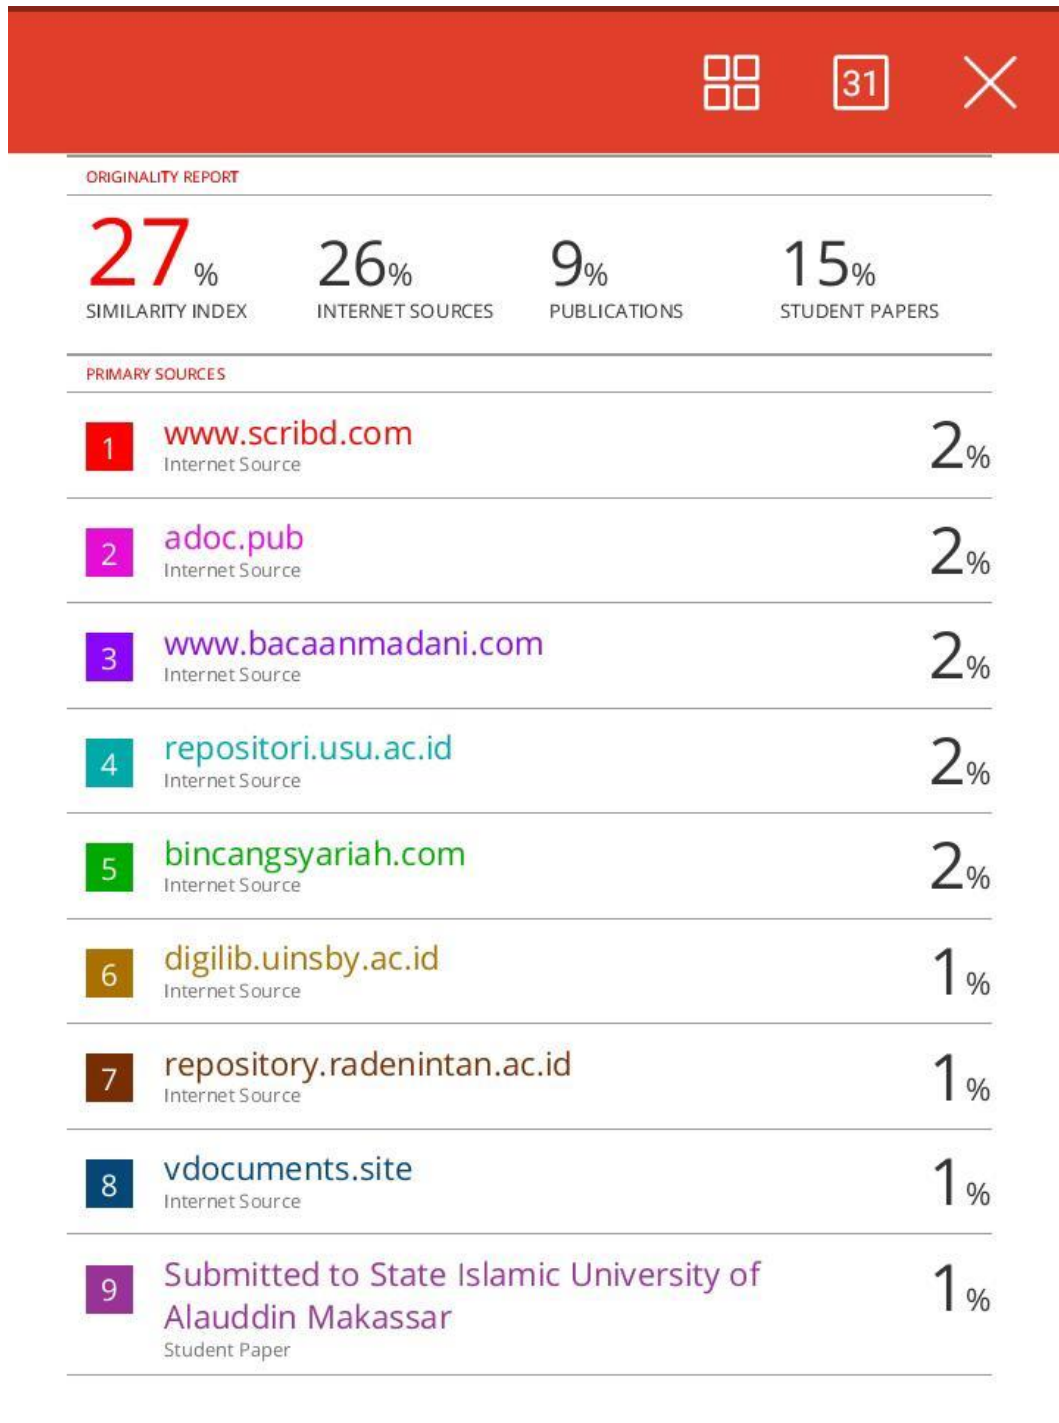 31
ORIGINALITY REPORT
27% 26% 9% 15%
SIMILARITY INDEX INTERNET SOURCES PUBLICATIONS STUDENT PAPERS
PRIMARY SOURCES
1 www.scribd.com 2%
Internet Source
2 adoc.pub 2%
Internet Source
3 www.bacaanmadani.com 2%
Internet Source
4 repositori.usu.ac.id 2%
Internet Source
5 bincangsyariah.com 2%
Internet Source
6 digilib.uinsby.ac.id 1%
Internet Source
7 repository.radenintan.ac.id 1%
Internet Source
8 vdocuments.site 1%
Internet Source
9 Submitted to State Islamic University of 1%
Alauddin Makassar
Student Paper